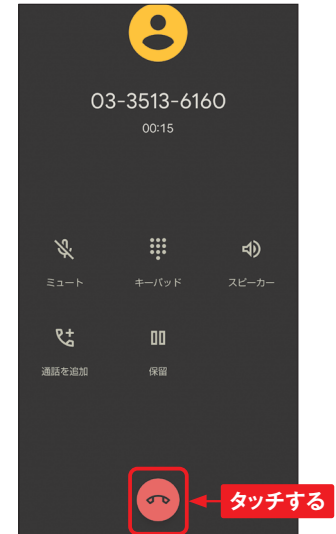 03-3513-6160
00:15
ミュート
キーパッド
スピーカー
通話を追加
保留
タッチする